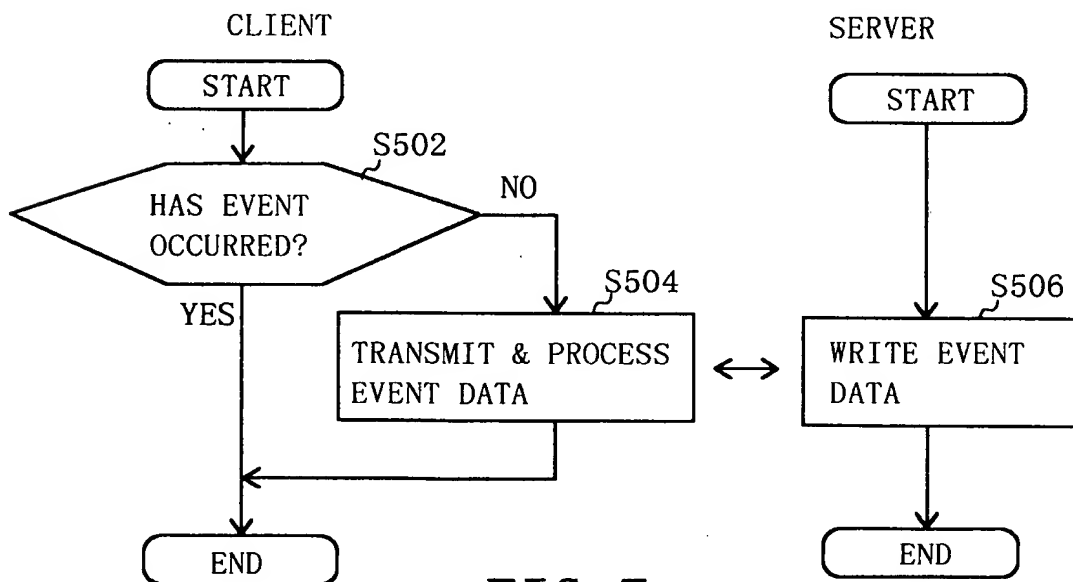 CLIENT
START
S502
HAS EVENT
OCCURRED?
NO
YES
S504
TRANSMIT & PROCESS
EVENT DATA
END
SERVER
START
S506
WRITE EVENT
DATA
END